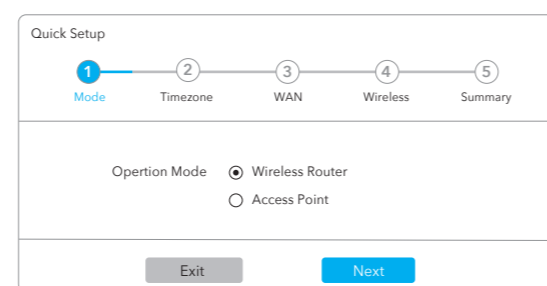 Quick Setup
1 2 3 4 5
Mode Timezone WAN Wireless Summary
Opertion Mode Wireless Router
Access Point
Exit Next